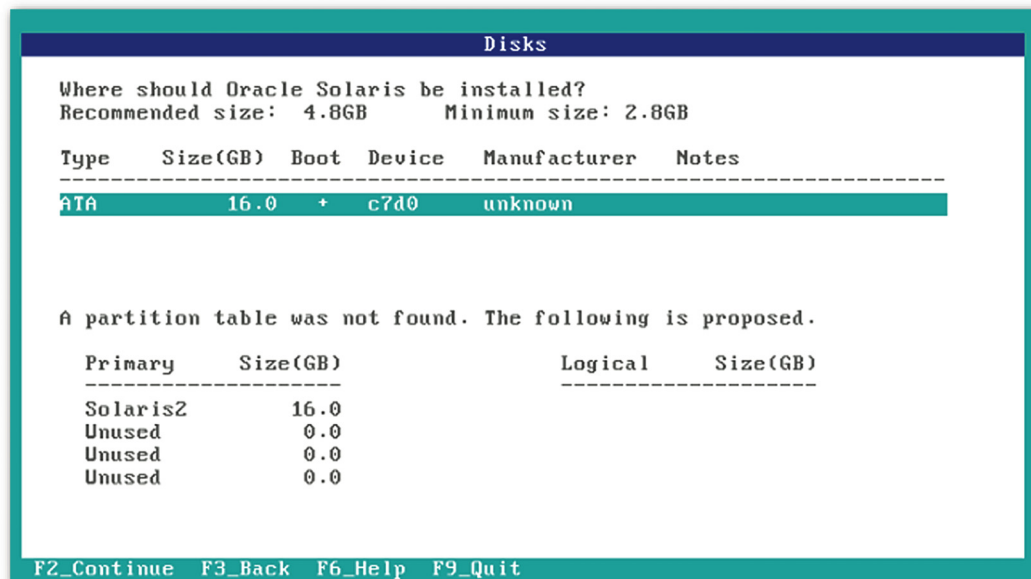 Disks
Where should Oracle Solaris be installed?
Recommended size:  4.8GB      Minimum size: 2.8GB
Type    Size(GB)  Boot  Device   Manufacturer   Notes
----------------------------------------------------------------------
ATA          16.0   +   c7d0     unknown
A partition table was not found. The following is proposed.
Primary     Size(GB)                 Logical     Size(GB)
--------------------                 --------------------
Solaris2        16.0
Unused           0.0
Unused           0.0
Unused           0.0
F2_Continue  F3_Back  F6_Help  F9_Quit